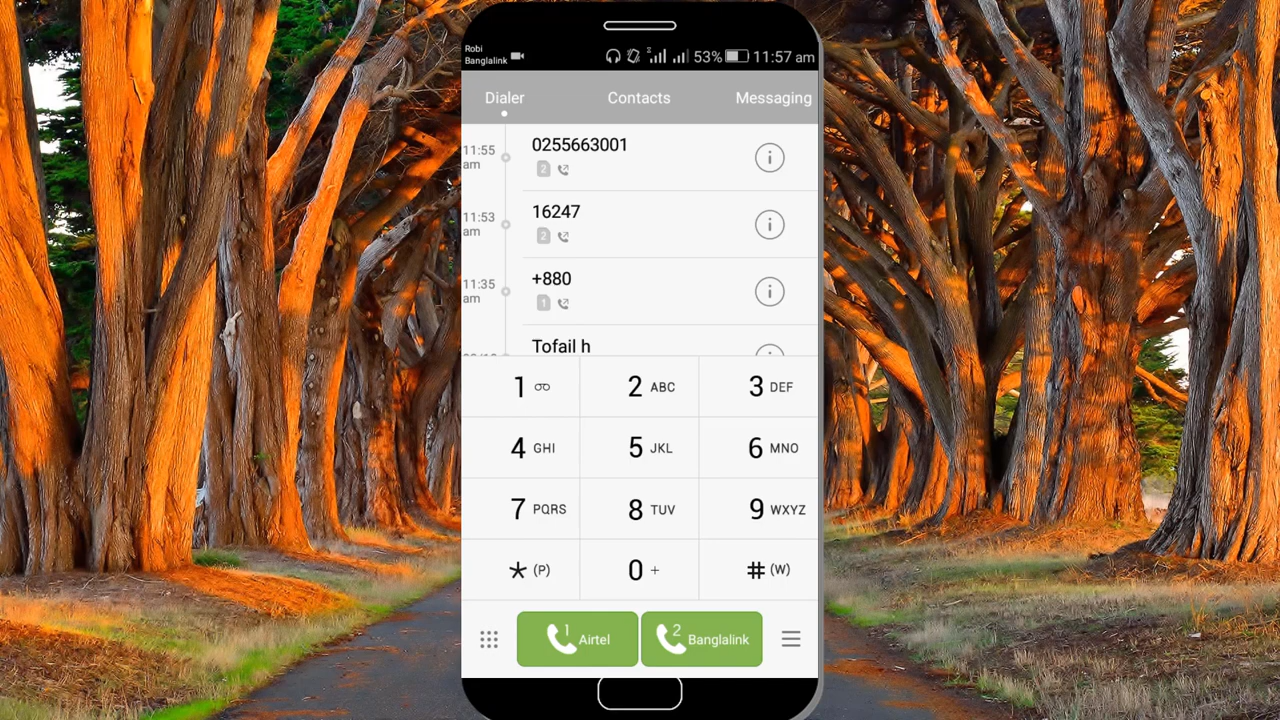 Robi
Banglalink
53% 11:57 am
Dialer Contacts Messaging
11:55 am
0255663001
2
11:53 am
16247
2
11:35 am
+880
1
Tofail h
1 2 ABC 3 DEF
4 GHI 5 JKL 6 MNO
7 PQRS 8 TUV 9 WXYZ
* (P) 0 + # (W)
1 Airtel 2 Banglalink